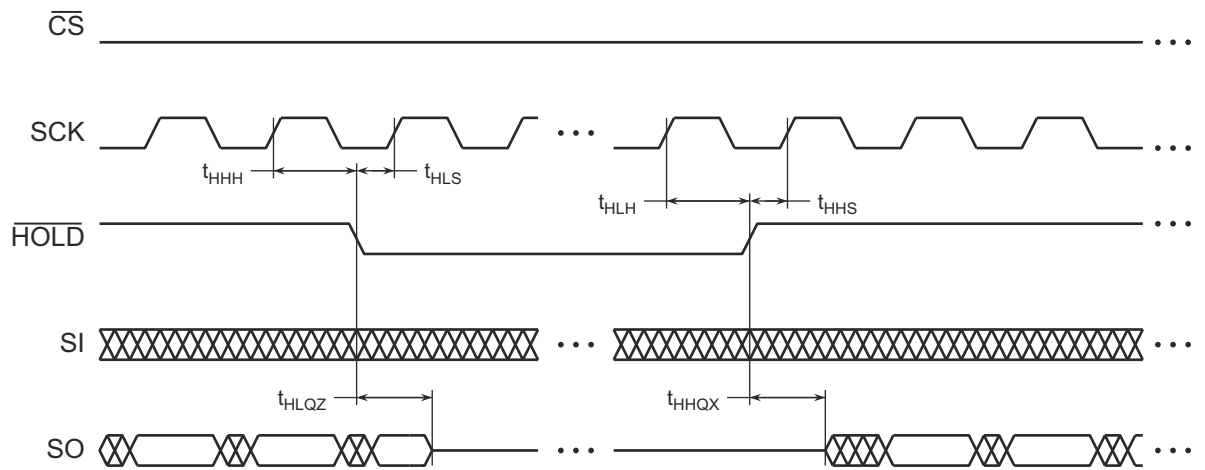 CS
SCK
tHHH
tHLS
tHLH
tHHS
HOLD
SI
tHLQZ
tHHQX
SO